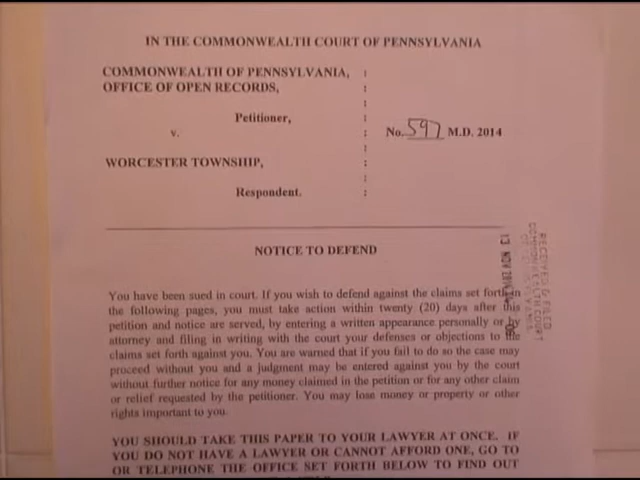 IN THE COMMONWEALTH COURT OF PENNSYLVANIA
COMMONWEALTH OF PENNSYLVANIA, :
OFFICE OF OPEN RECORDS, :
:
Petitioner, :
v. : No. 597 M.D. 2014
:
WORCESTER TOWNSHIP, :
:
Respondent. :
NOTICE TO DEFEND
You have been sued in court. If you wish to defend against the claims set forth in
the following pages, you must take action within twenty (20) days after this
petition and notice are served, by entering a written appearance personally or by
attorney and filing in writing with the court your defenses or objections to the
claims set forth against you. You are warned that if you fail to do so the case may
proceed without you and a judgment may be entered against you by the court
without further notice for any money claimed in the petition or for any other claim
or relief requested by the petitioner. You may lose money or property or other
rights important to you.
YOU SHOULD TAKE THIS PAPER TO YOUR LAWYER AT ONCE. IF
YOU DO NOT HAVE A LAWYER OR CANNOT AFFORD ONE, GO TO
OR TELEPHONE THE OFFICE SET FORTH BELOW TO FIND OUT
RECEIVED & FILED
COMMONWEALTH COURT
13 NOV 2014